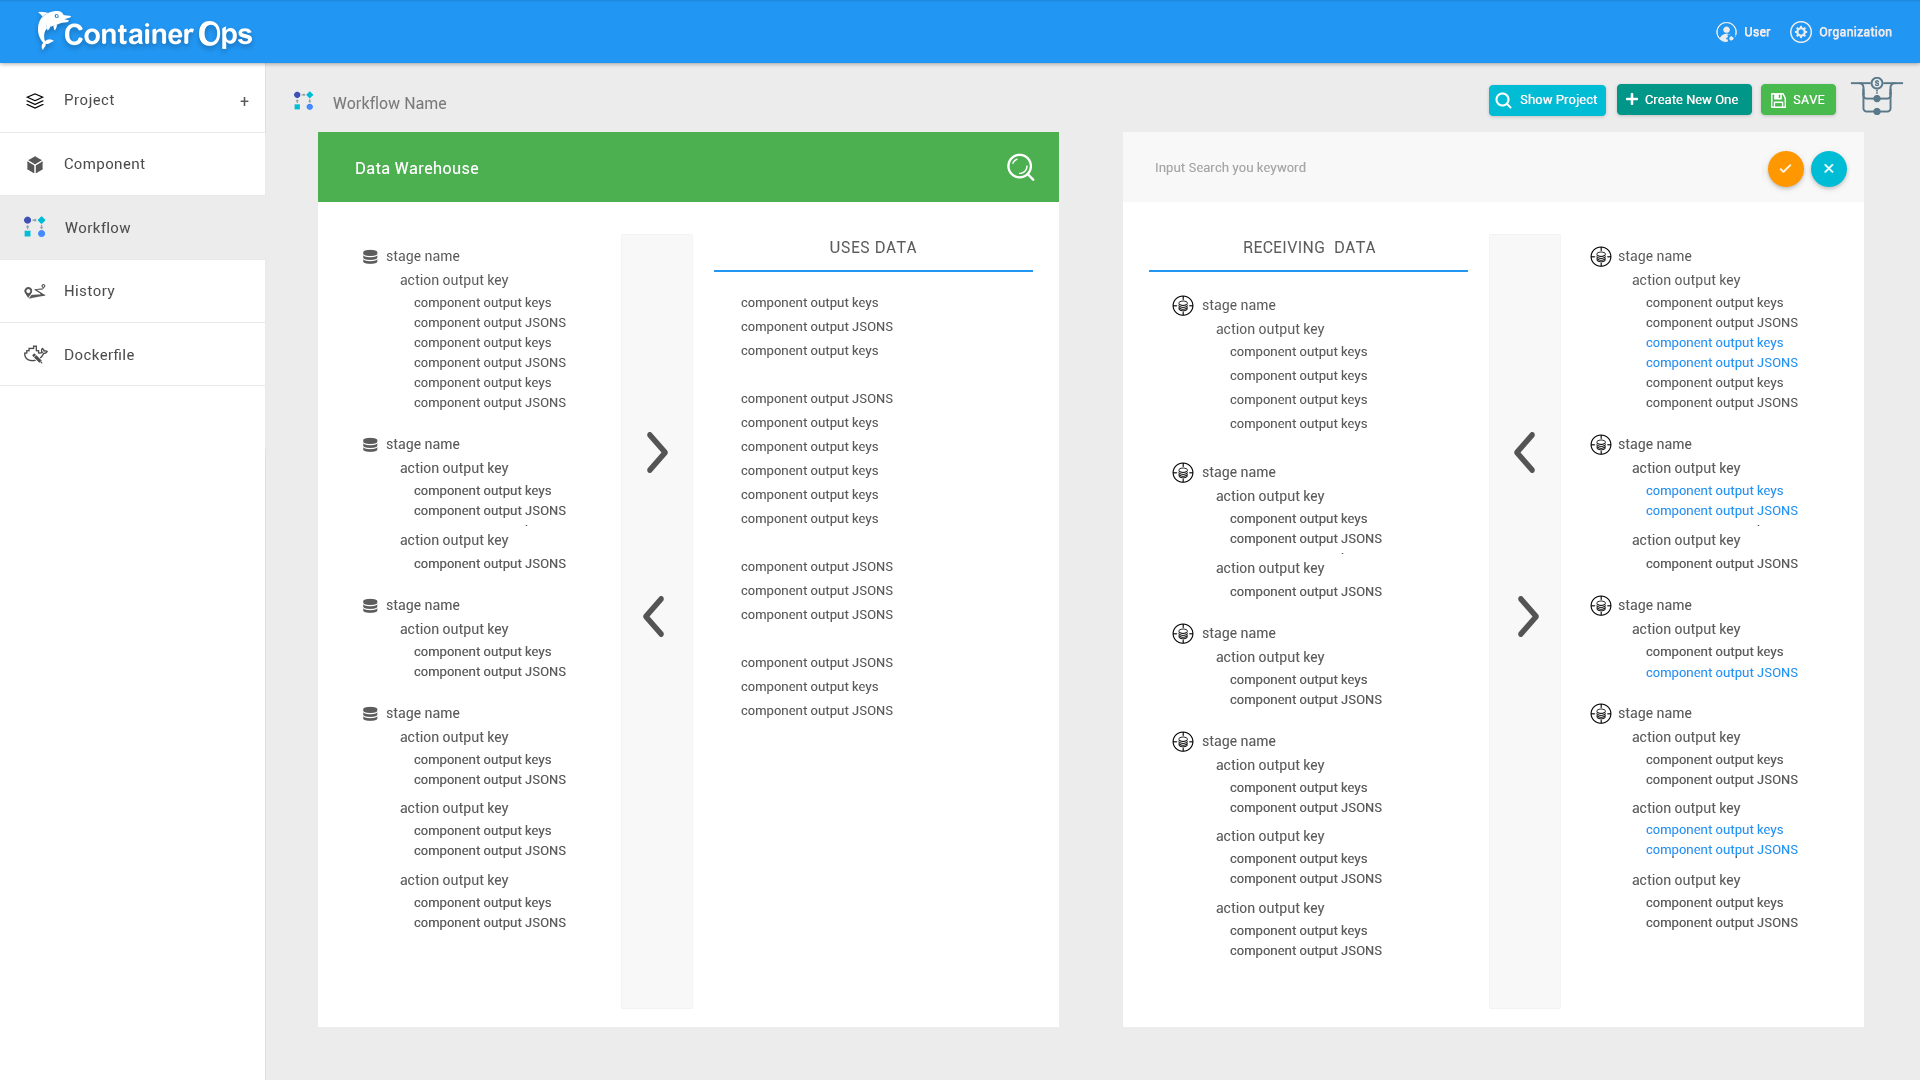 Container Ops
User
Organization
Project +
Component
Workflow
History
Dockerfile
Workflow Name
Show Project
+ Create New One
SAVE
Data Warehouse
stage name
action output key
component output keys
component output JSONS
component output keys
component output JSONS
component output keys
component output JSONS
stage name
action output key
component output keys
component output JSONS
action output key
component output JSONS
stage name
action output key
component output keys
component output JSONS
stage name
action output key
component output keys
component output JSONS
action output key
component output keys
component output JSONS
action output key
component output keys
component output JSONS
USES DATA
component output keys
component output JSONS
component output keys
component output JSONS
component output keys
component output keys
component output keys
component output keys
component output keys
component output JSONS
component output JSONS
component output JSONS
component output JSONS
component output keys
component output JSONS
Input Search you keyword
RECEIVING DATA
stage name
action output key
component output keys
component output keys
component output keys
component output keys
stage name
action output key
component output keys
component output JSONS
action output key
component output JSONS
stage name
action output key
component output keys
component output JSONS
stage name
action output key
component output keys
component output JSONS
action output key
component output keys
component output JSONS
action output key
component output keys
component output JSONS
stage name
action output key
component output keys
component output JSONS
component output keys
component output JSONS
component output keys
component output JSONS
stage name
action output key
component output keys
component output JSONS
action output key
component output JSONS
stage name
action output key
component output keys
component output JSONS
stage name
action output key
component output keys
component output JSONS
action output key
component output keys
component output JSONS
action output key
component output keys
component output JSONS